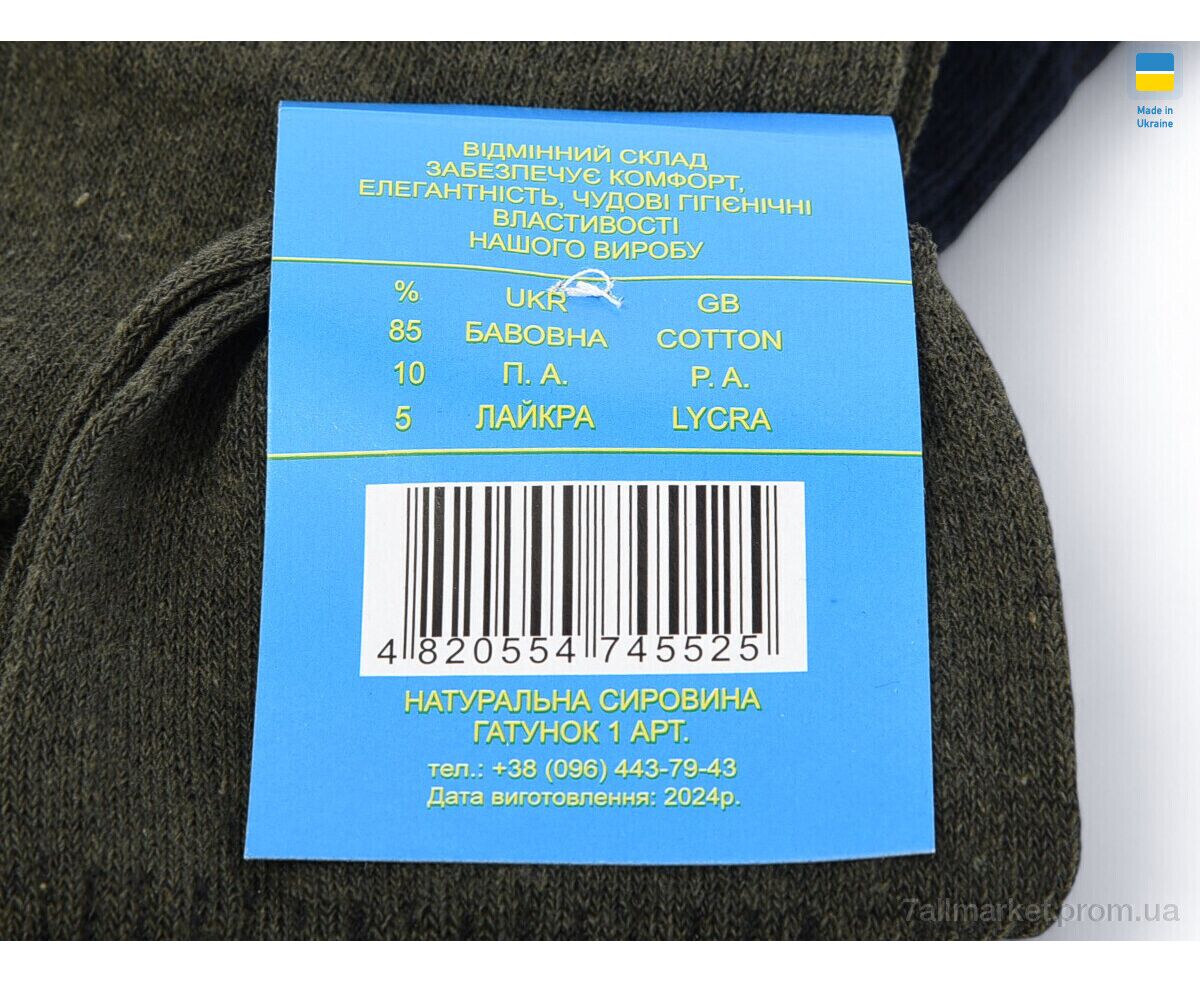 Made in
Ukraine
ВІДМІННИЙ СКЛАД
ЗАБЕЗПЕЧУЄ КОМФОРТ,
ЕЛЕГАНТНІСТЬ, ЧУДОВІ ГІГІЄНІЧНІ
ВЛАСТИВОСТІ
НАШОГО ВИРОБУ
% UKR GB
85 БАВОВНА COTTON
10 П. А. P. A.
5 ЛАЙКРА LYCRA
4 820554 745525
НАТУРАЛЬНА СИРОВИНА
ГАТУНОК 1 АРТ.
тел.: +38 (096) 443-79-43
Дата виготовлення: 2024р.
7allmarket.prom.ua